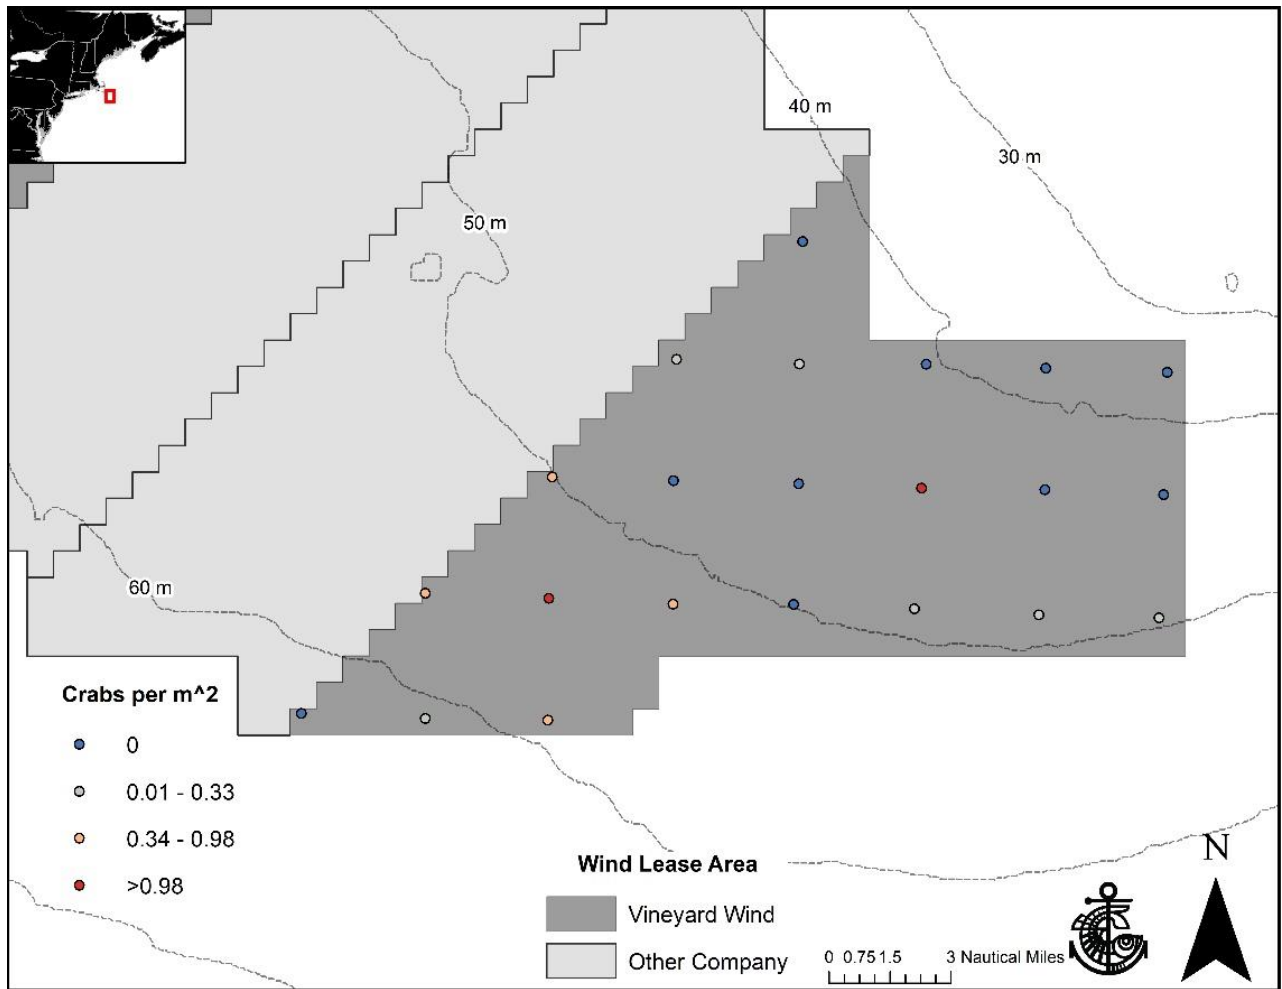 40 m
30 m
50 m
60 m
Crabs per m^2
0
0.01 - 0.33
0.34 - 0.98
>0.98
Wind Lease Area
Vineyard Wind
Other Company
0 0.75 1.5 3 Nautical Miles
N